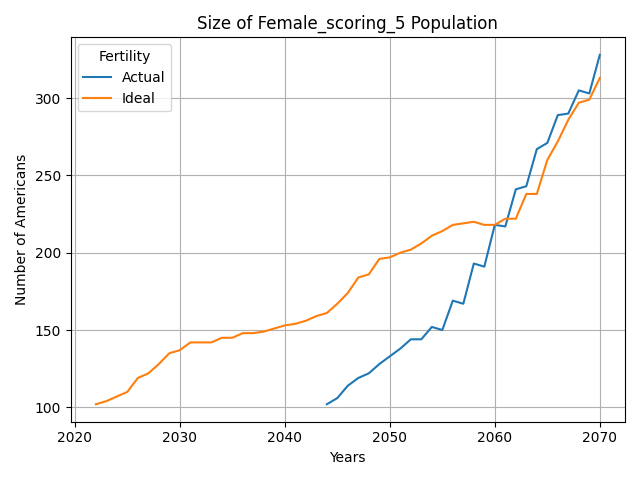 Size of Female_scoring_5 Population
Fertility
Actual
Ideal
Number of Americans
300
250
200
150
100
2020
2030
2040
2050
2060
2070
Years